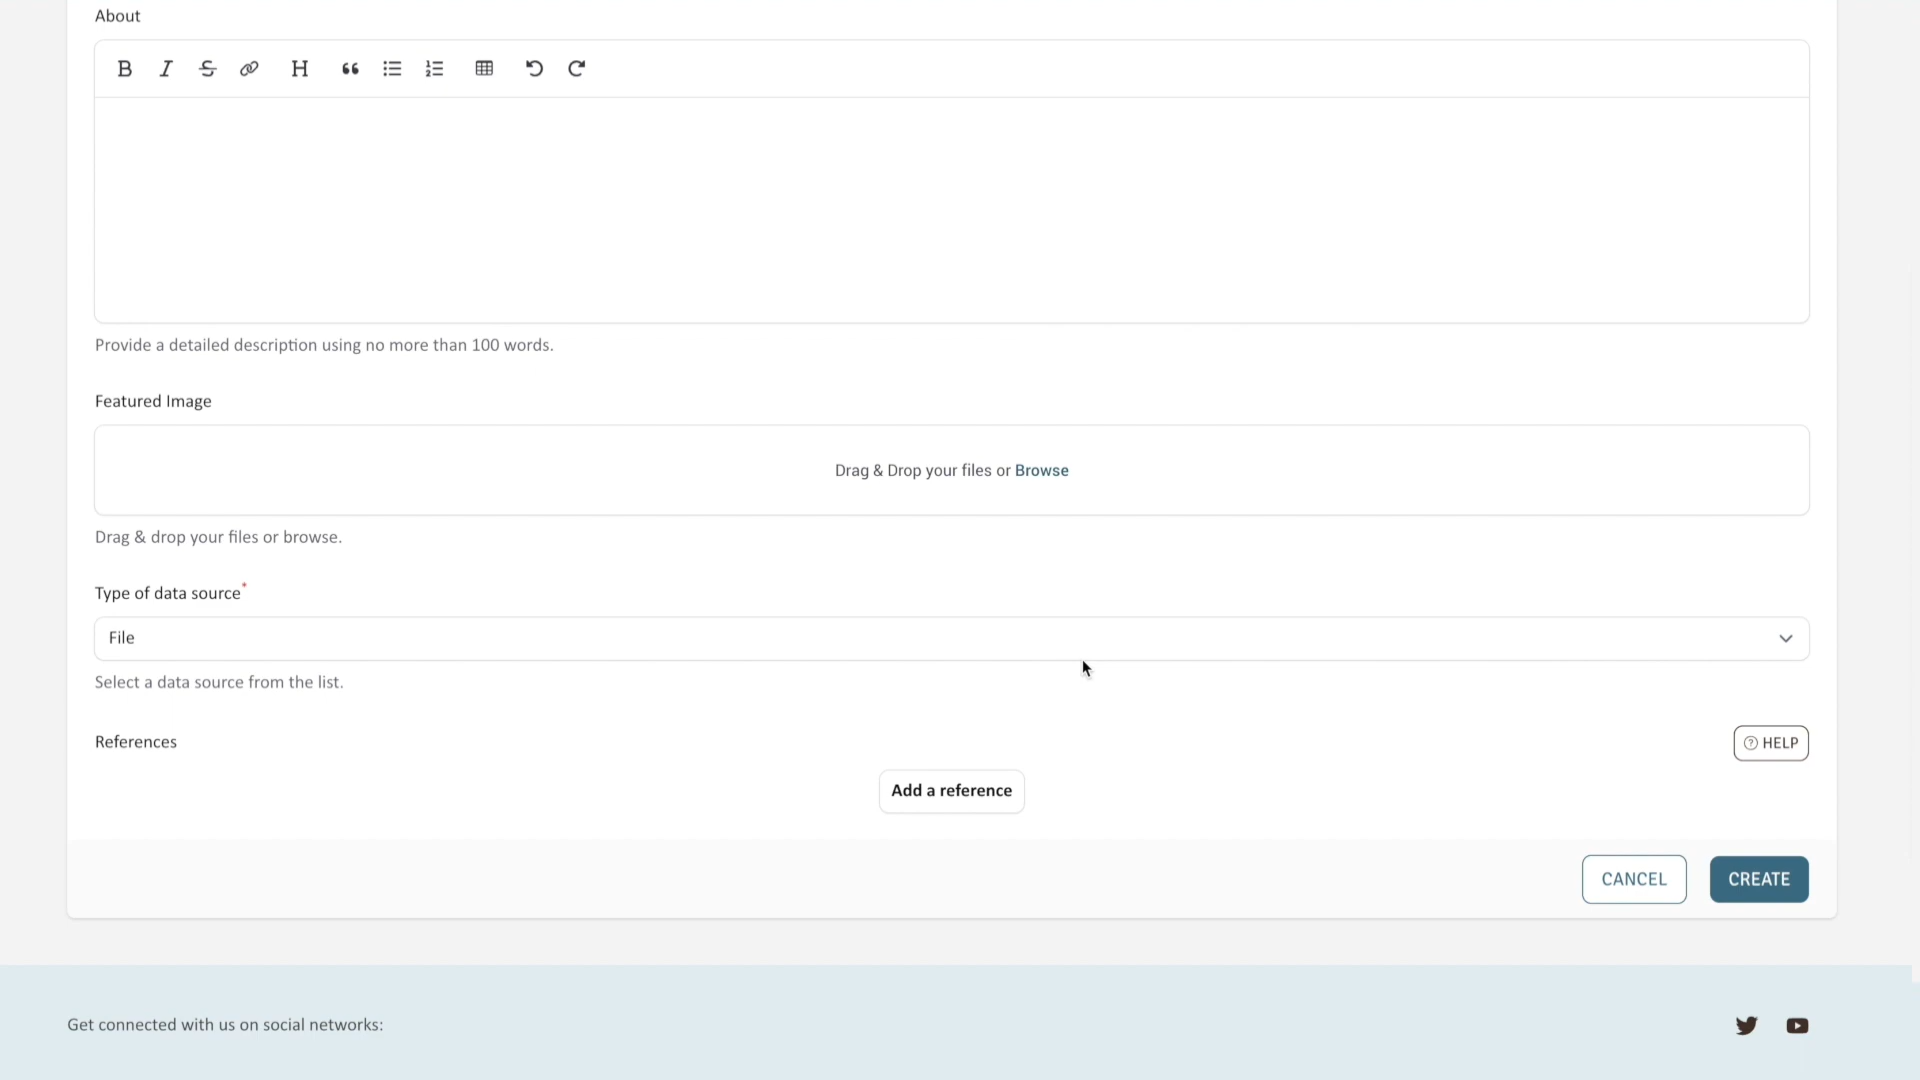 About
B I S H
Provide a detailed description using no more than 100 words.
Featured Image
Drag & Drop your files or Browse
Drag & drop your files or browse.
Type of data source*
File
Select a data source from the list.
References
? HELP
Add a reference
CANCEL CREATE
Get connected with us on social networks: